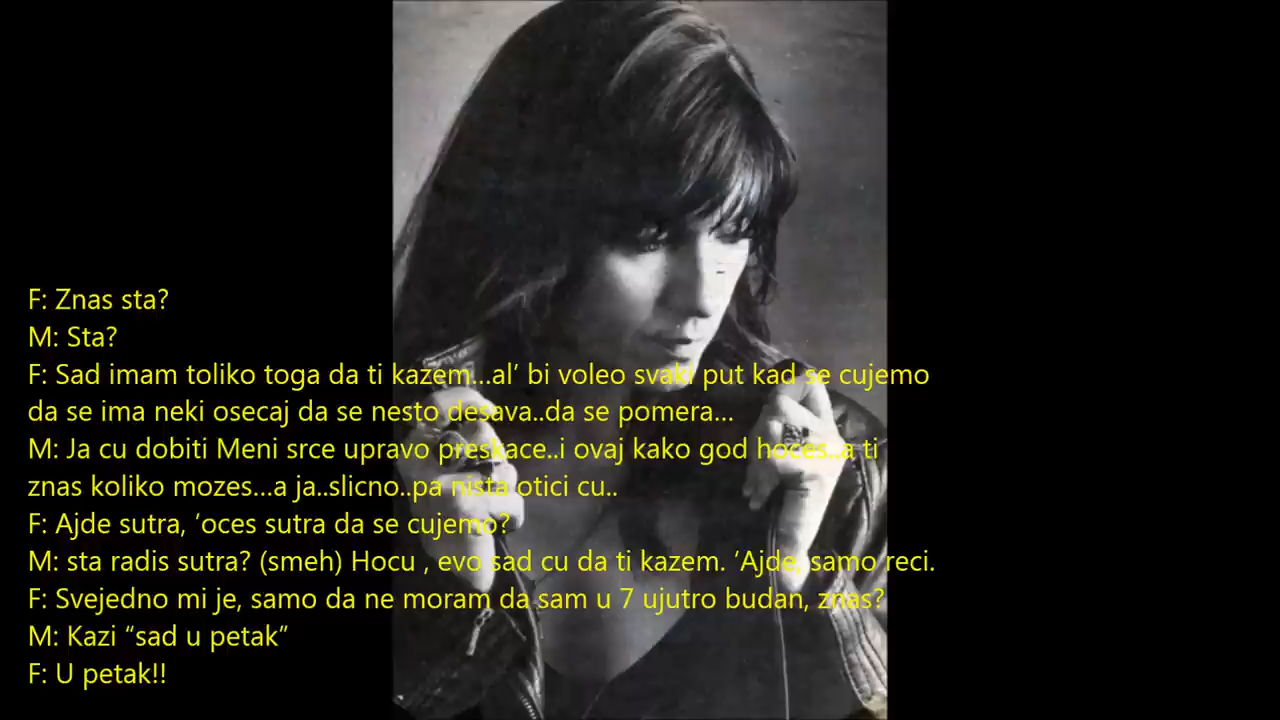 F: Znas sta?
M: Sta?
F: Sad imam toliko toga da ti kazem...al’ bi voleo svaki put kad se cujemo
da se ima neki osecaj da se nesto desava..da se pomera...
M: Ja cu dobiti Meni srce upravo preskace..i ovaj kako god hoces..a ti
znas koliko mozes...a ja..slicno..pa nista otici cu..
F: Ajde sutra, ’oces sutra da se cujemo?
M: sta radis sutra? (smeh) Hocu , evo sad cu da ti kazem. ’Ajde, samo reci.
F: Svejedno mi je, samo da ne moram da sam u 7 ujutro budan, znas?
M: Kazi “sad u petak”
F: U petak!!